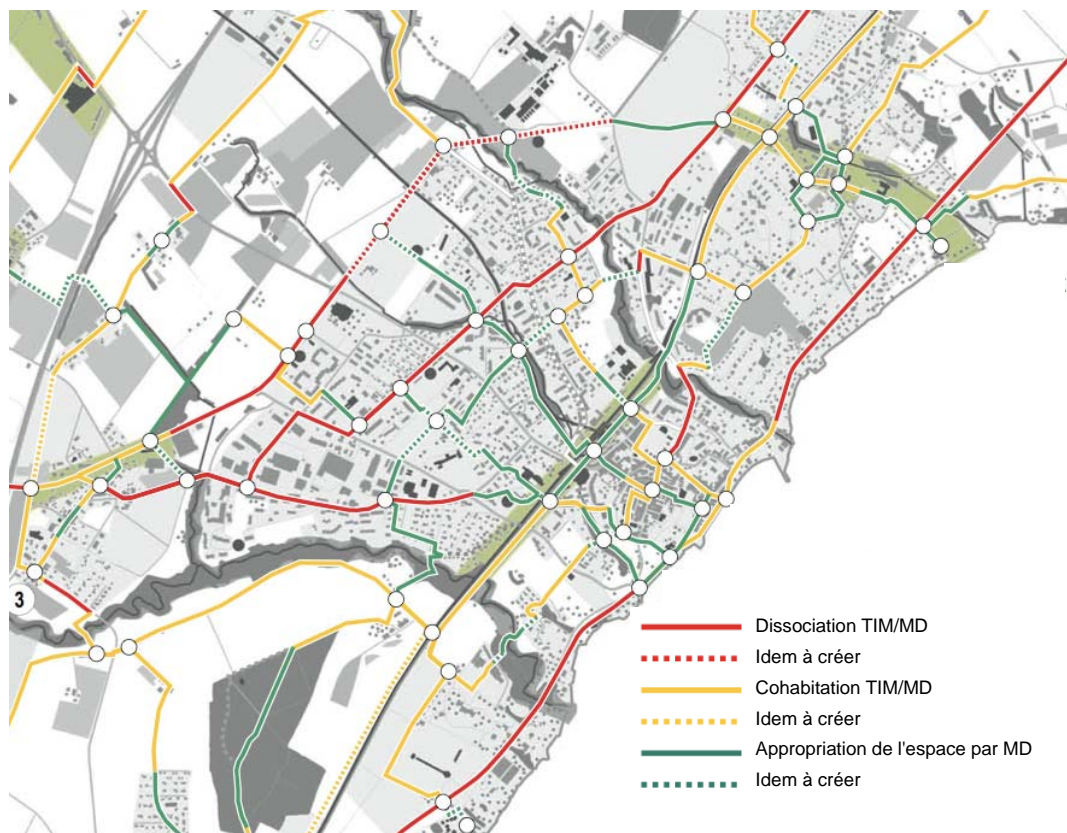 3
Dissociation TIM/MD
Idem à créer
Cohabitation TIM/MD
Idem à créer
Appropriation de l'espace par MD
Idem à créer